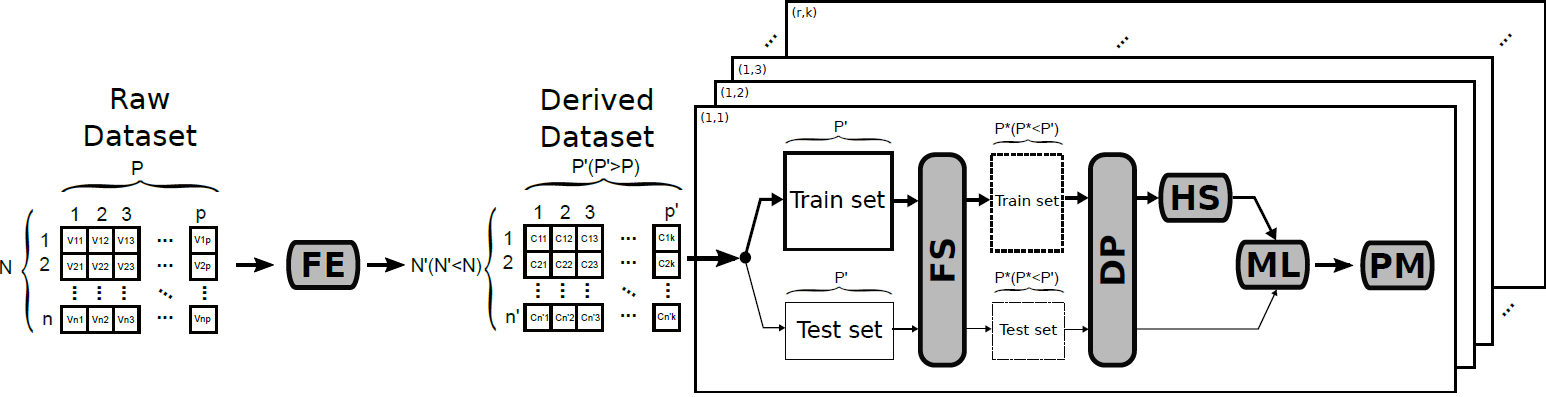 Raw
Dataset
P
1 2 3 ... p
N
1 V11 V12 V13 ... V1p
2 V21 V22 V23 ... V2p
n Vn1 Vn2 Vn3 ... Vnp
FE
Derived
Dataset
P'(P'>P)
1 2 3 p'
N'(N'<N)
1 C11 C12 C13 ... C1k
2 C21 C22 C23 ... C2k
n' Cn'1 Cn'2 Cn'3 ... Cn'k
(r,k)
(1,3)
(1,2)
(1,1)
P'
Train set
P'
Test set
FS
P*(P*<P')
Train set
P*(P*<P')
Test set
DP
HS
ML
PM